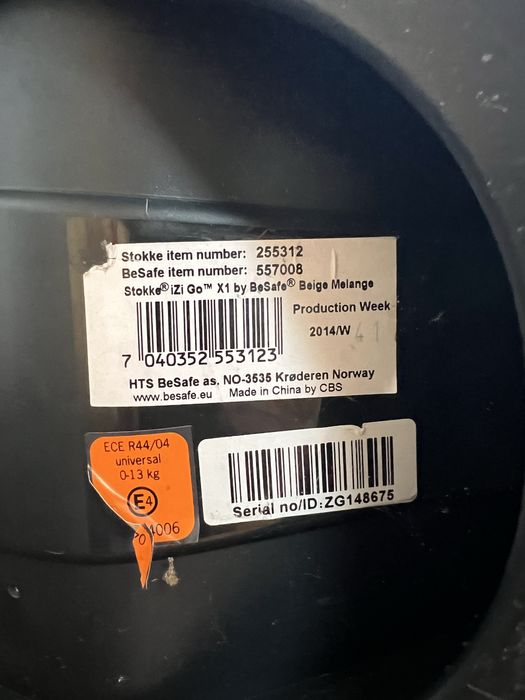 Stokke item number: 255312
BeSafe item number: 557008
Stokke® iZi Go™ X1 by BeSafe® Beige Melange
Production Week
2014/W 41
7 040352 553123
HTS BeSafe as. NO-3535 Krøderen Norway
www.besafe.eu Made in China by CBS
ECE R44/04
universal
0-13 kg
E4
4006
Serial no/ID:ZG148675